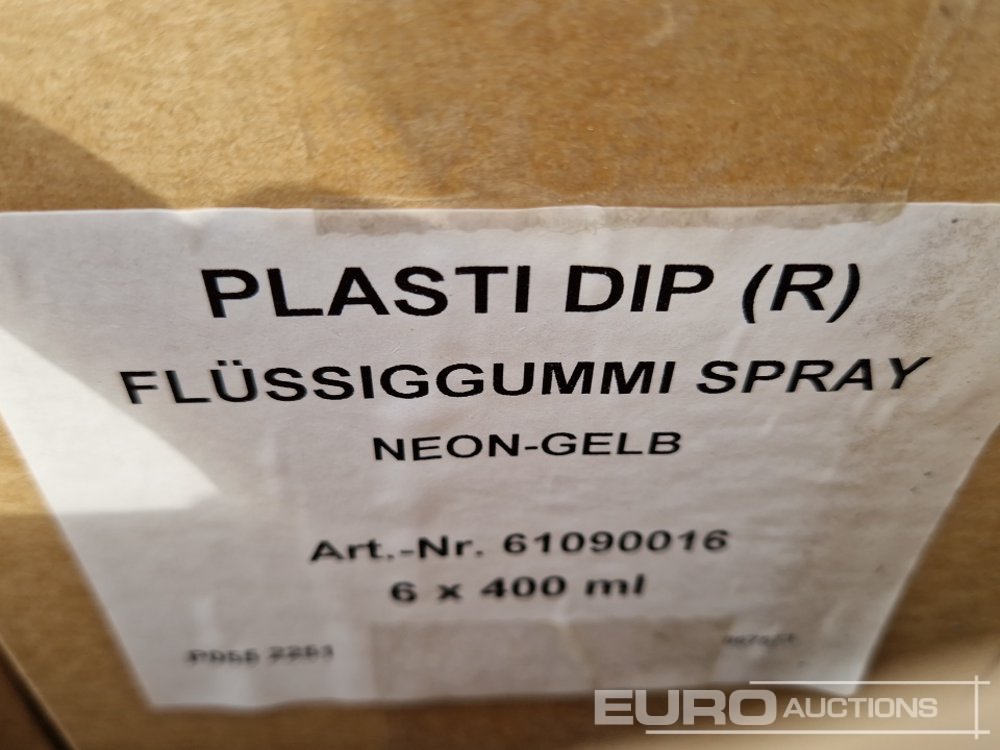 PLASTI DIP (R)
FLÜSSIGGUMMI SPRAY
NEON-GELB
Art.-Nr. 61090016
6 x 400 ml
EURO AUCTIONS